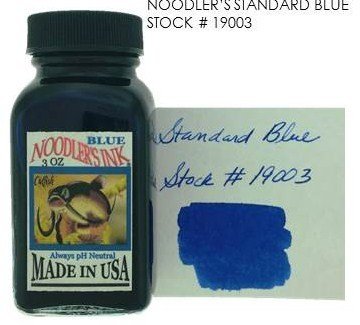 NOODLER'S STANDARD BLUE
STOCK # 19003
BLUE
NOODLER'S INK
3 OZ
Catfish
Always pH Neutral
MADE IN USA
Standard Blue
Stock # 19003